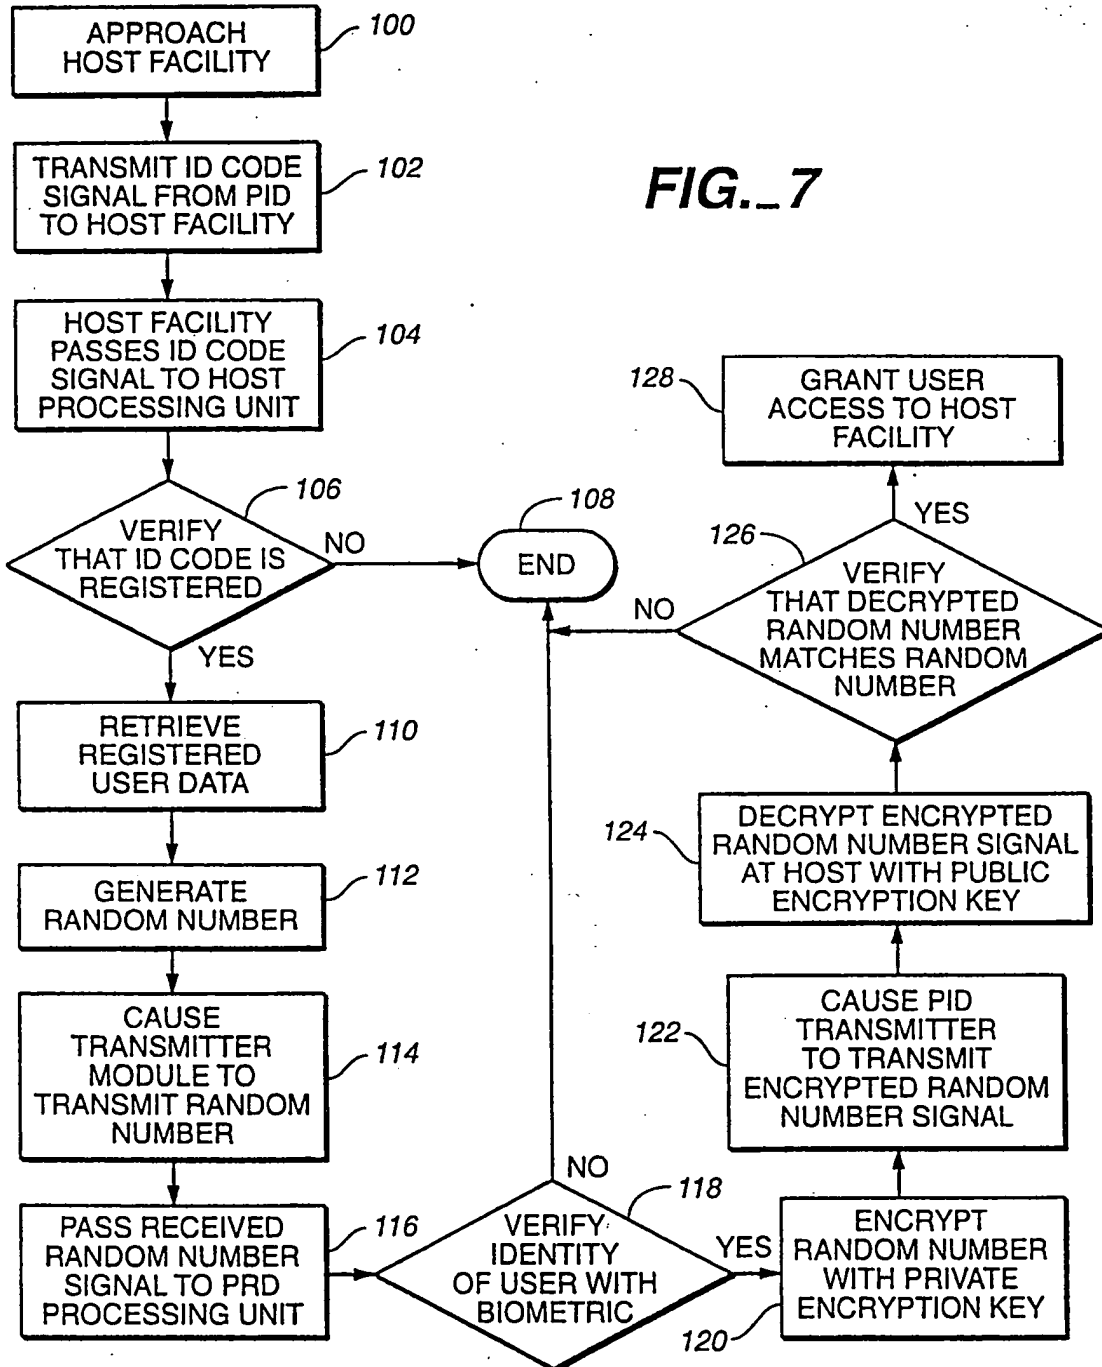 APPROACH
HOST FACILITY
100
TRANSMIT ID CODE
SIGNAL FROM PID
TO HOST FACILITY
102
FIG._7
HOST FACILITY
PASSES ID CODE
SIGNAL TO HOST
PROCESSING UNIT
104
VERIFY
THAT ID CODE IS
REGISTERED
106
NO
YES
108
END
RETRIEVE
REGISTERED
USER DATA
110
GENERATE
RANDOM NUMBER
112
CAUSE
TRANSMITTER
MODULE TO
TRANSMIT RANDOM
NUMBER
114
PASS RECEIVED
RANDOM NUMBER
SIGNAL TO PRD
PROCESSING UNIT
116
VERIFY
IDENTITY
OF USER WITH
BIOMETRIC
118
NO
YES
ENCRYPT
RANDOM NUMBER
WITH PRIVATE
ENCRYPTION KEY
120
CAUSE PID
TRANSMITTER
TO TRANSMIT
ENCRYPTED RANDOM
NUMBER SIGNAL
122
DECRYPT ENCRYPTED
RANDOM NUMBER SIGNAL
AT HOST WITH PUBLIC
ENCRYPTION KEY
124
VERIFY
THAT DECRYPTED
RANDOM NUMBER
MATCHES RANDOM
NUMBER
126
NO
YES
GRANT USER
ACCESS TO HOST
FACILITY
128